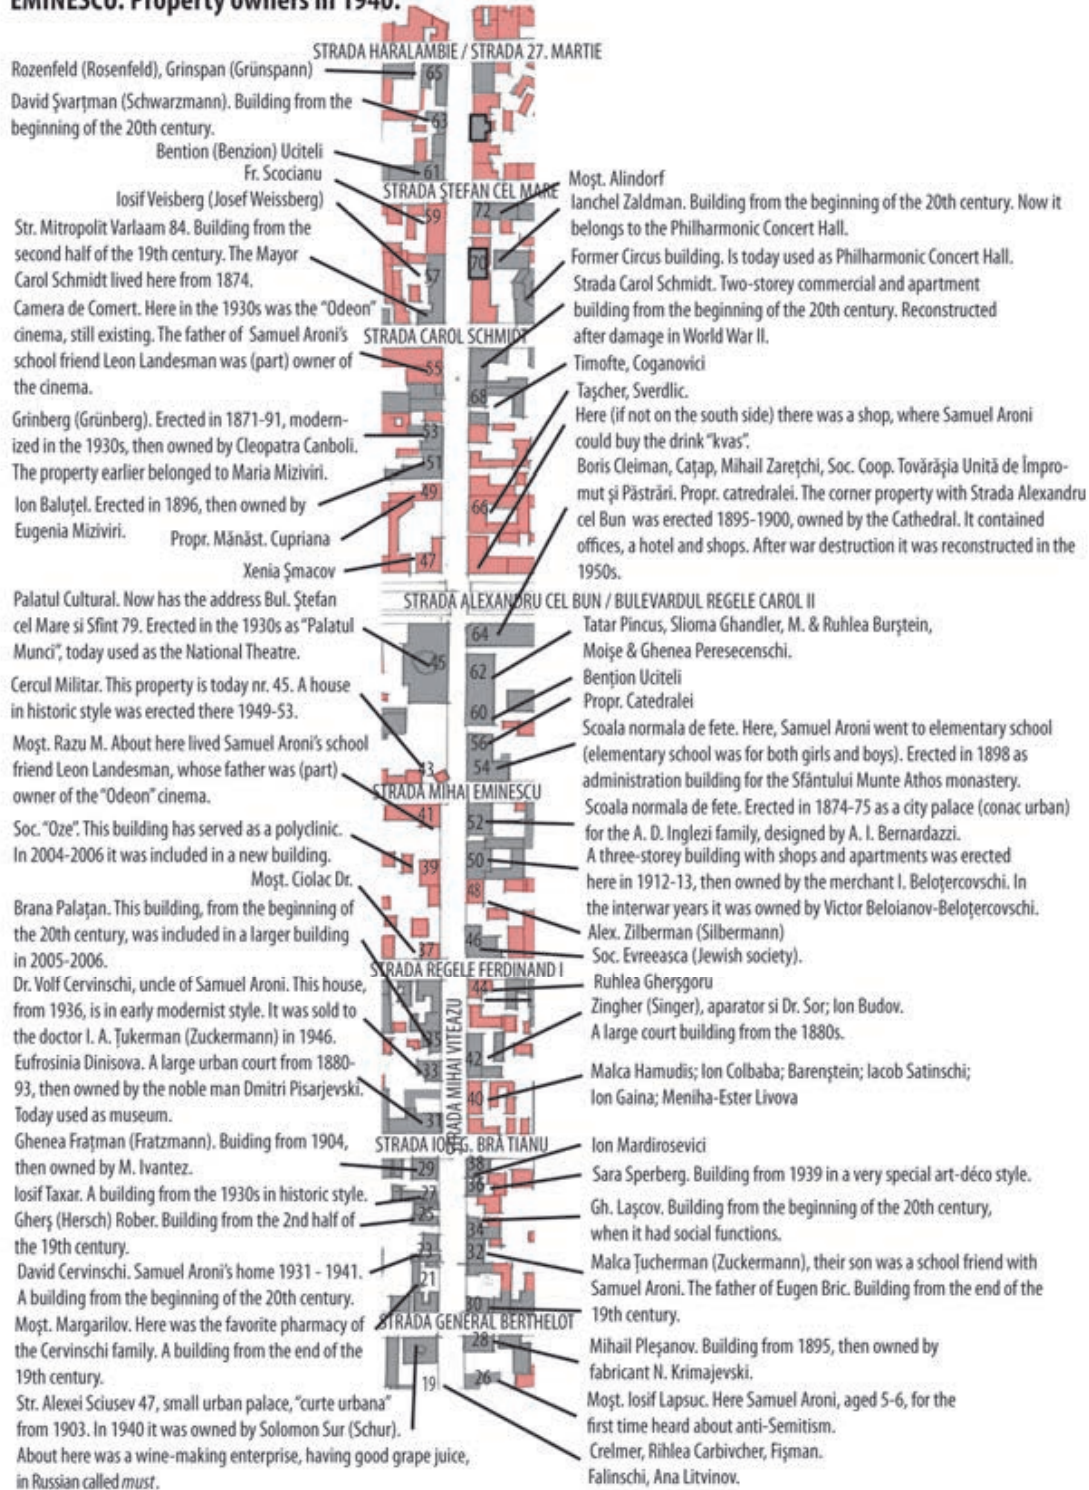 EMINESCU. Property owners in 1940.
STRADA HARALAMBIE / STRADA 27. MARTIE
Rozenfeld (Rosenfeld), Grinspan (Grünspann)
65
David Şvarţman (Schwarzmann). Building from the
beginning of the 20th century.
63
Bention (Benzion) Uciteli
61
Fr. Scocianu
STRADA ŞTEFAN CEL MARE
Iosif Veisberg (Josef Weissberg)
59
Str. Mitropolit Varlaam 84. Building from the
second half of the 19th century. The Mayor
Carol Schmidt lived here from 1874.
57
Camera de Comert. Here in the 1930s was the “Odeon”
cinema, still existing. The father of Samuel Aroni’s
school friend Leon Landesman was (part) owner of
the cinema.
STRADA CAROL SCHMIDT
55
Grinberg (Grünberg). Erected in 1871-91, modern-
ized in the 1930s, then owned by Cleopatra Canboli.
The property earlier belonged to Maria Miziviri.
53
51
Ion Baluţel. Erected in 1896, then owned by
Eugenia Miziviri.
49
Propr. Mănăst. Cupriana
47
Xenia Şmacov
STRADA ALEXANDRU CEL BUN / BULEVARDUL REGELE CAROL II
Palatul Cultural. Now has the address Bul. Ştefan
cel Mare si Sfint 79. Erected in the 1930s as “Palatul
Munci”, today used as the National Theatre.
45
Cercul Militar. This property is today nr. 45. A house
in historic style was erected there 1949-53.
43
Moşt. Razu M. About here lived Samuel Aroni’s school
friend Leon Landesman, whose father was (part)
owner of the “Odeon” cinema.
STRADA MIHAI EMINESCU
41
Soc. “Oze”. This building has served as a polyclinic.
In 2004-2006 it was included in a new building.
39
Moşt. Ciolac Dr.
37
Brana Palaţan. This building, from the beginning of
the 20th century, was included in a larger building
in 2005-2006.
STRADA REGELE FERDINAND I
35
Dr. Volf Cervinschi, uncle of Samuel Aroni. This house,
from 1936, is in early modernist style. It was sold to
the doctor I. A. Ţukerman (Zuckermann) in 1946.
33
STRADA MIHAI VITEAZU
Eufrosinia Dinisova. A large urban court from 1880-
93, then owned by the noble man Dmitri Pisarjevski.
Today used as museum.
31
STRADA ION G. BRĂTIANU
Ghenea Fraţman (Fratzmann). Buiding from 1904,
then owned by M. Ivantez.
29
Iosif Taxar. A building from the 1930s in historic style.
27
Gherş (Hersch) Rober. Building from the 2nd half of
the 19th century.
25
David Cervinschi. Samuel Aroni’s home 1931 - 1941.
A building from the beginning of the 20th century.
23
Moşt. Margarilov. Here was the favorite pharmacy of
the Cervinschi family. A building from the end of the
19th century.
21
STRADA GENERAL BERTHELOT
Str. Alexei Sciusev 47, small urban palace, “curte urbana”
from 1903. In 1940 it was owned by Solomon Sur (Schur).
About here was a wine-making enterprise, having good grape juice,
in Russian called must.
19
Moşt. Alindorf
72
Ianchel Zaldman. Building from the beginning of the 20th century. Now it
belongs to the Philharmonic Concert Hall.
70
Former Circus building. Is today used as Philharmonic Concert Hall.
Strada Carol Schmidt. Two-storey commercial and apartment
building from the beginning of the 20th century. Reconstructed
after damage in World War II.
Timofte, Coganovici
68
Taşcher, Sverdlic.
66
Here (if not on the south side) there was a shop, where Samuel Aroni
could buy the drink “kvas”.
Boris Cleiman, Caţap, Mihail Zareţchi, Soc. Coop. Tovărăşia Unită de Împro-
mut şi Păstrări. Propr. catredralei. The corner property with Strada Alexandru
cel Bun was erected 1895-1900, owned by the Cathedral. It contained
offices, a hotel and shops. After war destruction it was reconstructed in the
1950s.
64
Tatar Pincus, Slioma Ghandler, M. & Ruhlea Burştein,
Moişe & Ghenea Peresecenschi.
62
Benţion Uciteli
60
Propr. Catedralei
56
Scoala normala de fete. Here, Samuel Aroni went to elementary school
(elementary school was for both girls and boys). Erected in 1898 as
administration building for the Sfântului Munte Athos monastery.
54
Scoala normala de fete. Erected in 1874-75 as a city palace (conac urban)
for the A. D. Inglezi family, designed by A. I. Bernardazzi.
52
A three-storey building with shops and apartments was erected
here in 1912-13, then owned by the merchant I. Beloţercovschi. In
the interwar years it was owned by Victor Beloianov-Beloţercovschi.
50
48
Alex. Zilberman (Silbermann)
46
Soc. Evreeasca (Jewish society).
Ruhlea Gherşgoru
44
Zingher (Singer), aparator si Dr. Sor; Ion Budov.
A large court building from the 1880s.
42
Malca Hamudis; Ion Colbaba; Barenştein; Iacob Satinschi;
Ion Gaina; Meniha-Ester Livova
40
Ion Mardirosevici
38
Sara Sperberg. Building from 1939 in a very special art-déco style.
36
Gh. Laşcov. Building from the beginning of the 20th century,
when it had social functions.
34
Malca Ţucherman (Zuckermann), their son was a school friend with
Samuel Aroni. The father of Eugen Bric. Building from the end of the
19th century.
32
30
Mihail Pleşanov. Building from 1895, then owned by
fabricant N. Krimajevski.
28
Moşt. Iosif Lapsuc. Here Samuel Aroni, aged 5-6, for the
first time heard about anti-Semitism.
26
Crelmer, Rihlea Carbivcher, Fişman.
Falinschi, Ana Litvinov.